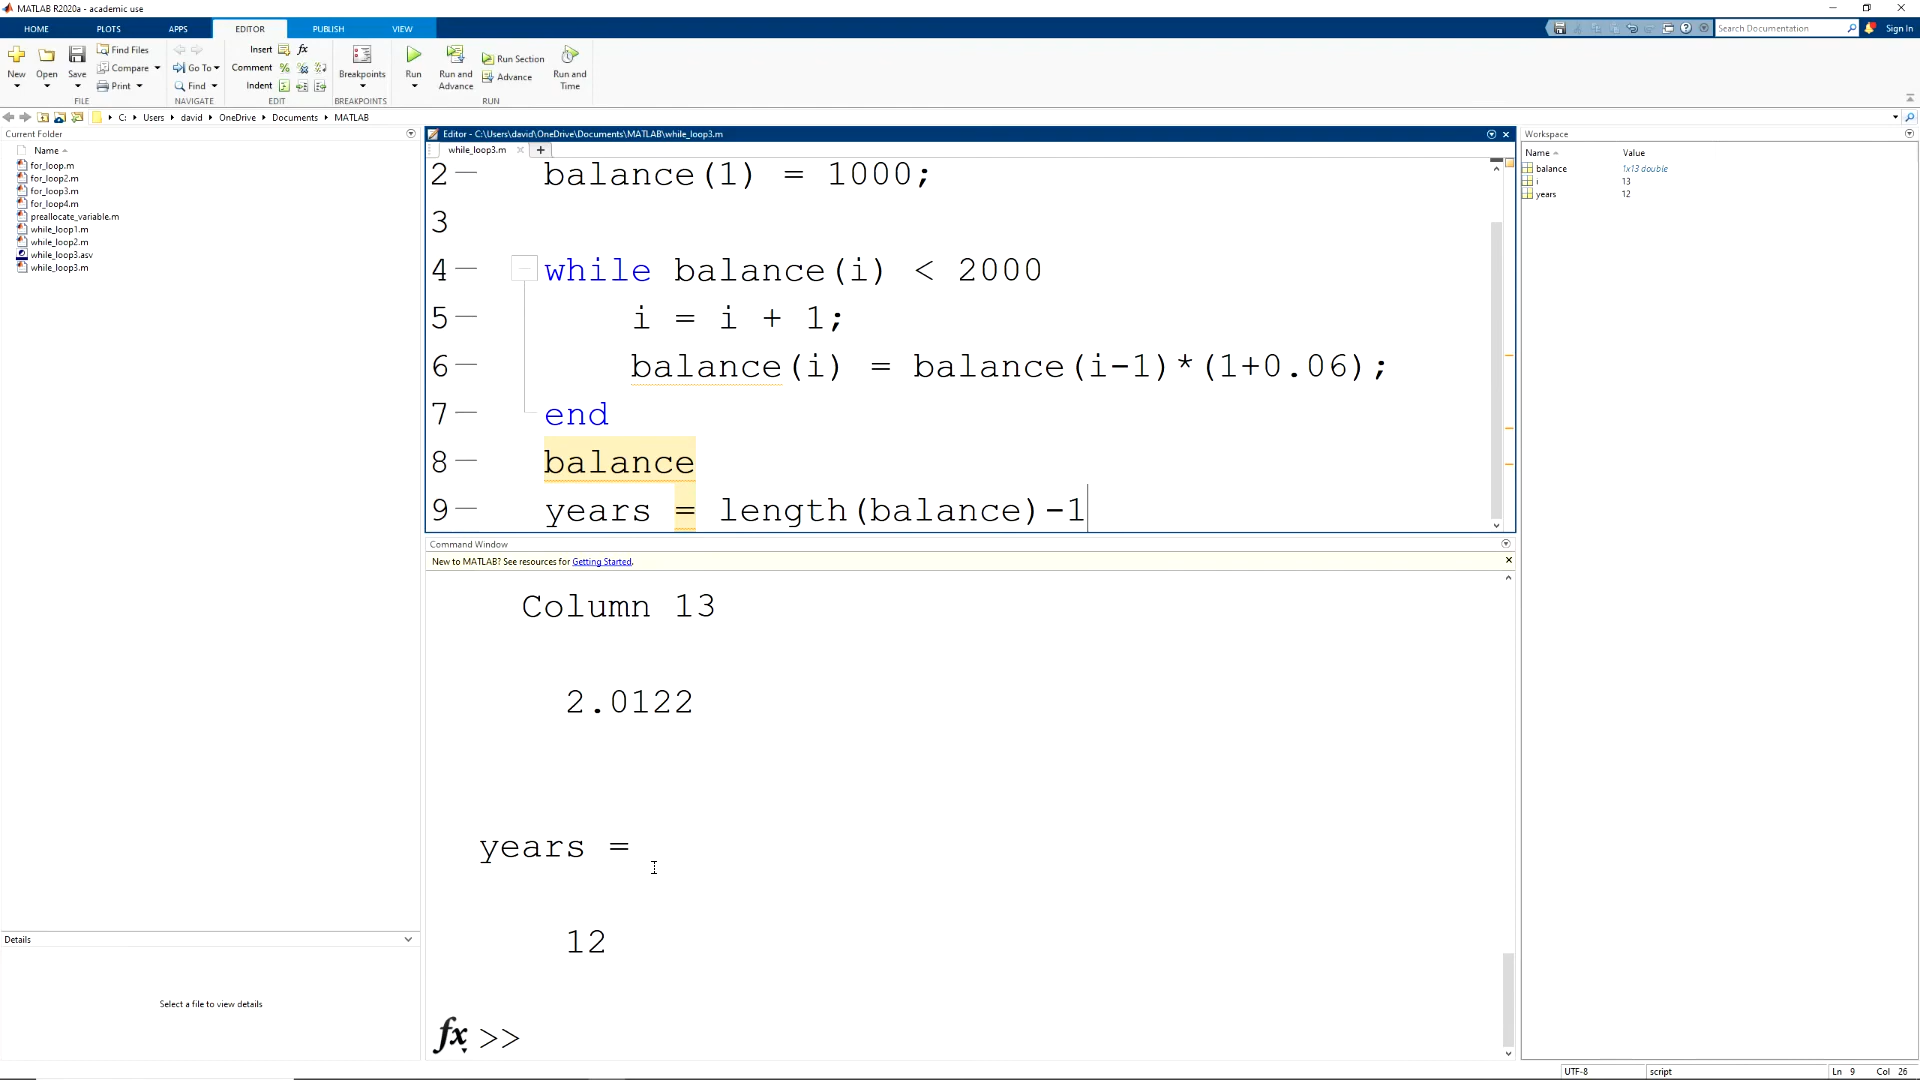 MATLAB R2020a - academic use
HOME PLOTS APPS EDITOR PUBLISH VIEW
Search Documentation
Sign In
New
Open
Save
Find Files
Compare
Print
FILE
Go To
Find
NAVIGATE
Insert
Comment
Indent
EDIT
Breakpoints
BREAKPOINTS
Run
Run and Advance
Run Section
Advance
Run and Time
RUN
C: Users david OneDrive Documents MATLAB
Current Folder
Name
for_loop.m
for_loop2.m
for_loop3.m
for_loop4.m
preallocate_variable.m
while_loop1.m
while_loop2.m
while_loop3.asv
while_loop3.m
Details
Select a file to view details
Editor - C:\Users\david\OneDrive\Documents\MATLAB\while_loop3.m
while_loop3.m
2 balance(1) = 1000;
3
4 while balance(i) < 2000
5 i = i + 1;
6 balance(i) = balance(i-1)*(1+0.06);
7 end
8 balance
9 years = length(balance)-1
Command Window
New to MATLAB? See resources for Getting Started.
Column 13
2.0122
years =
12
fx >>
Workspace
Name Value
balance 1x13 double
i 13
years 12
UTF-8 script Ln 9 Col 26